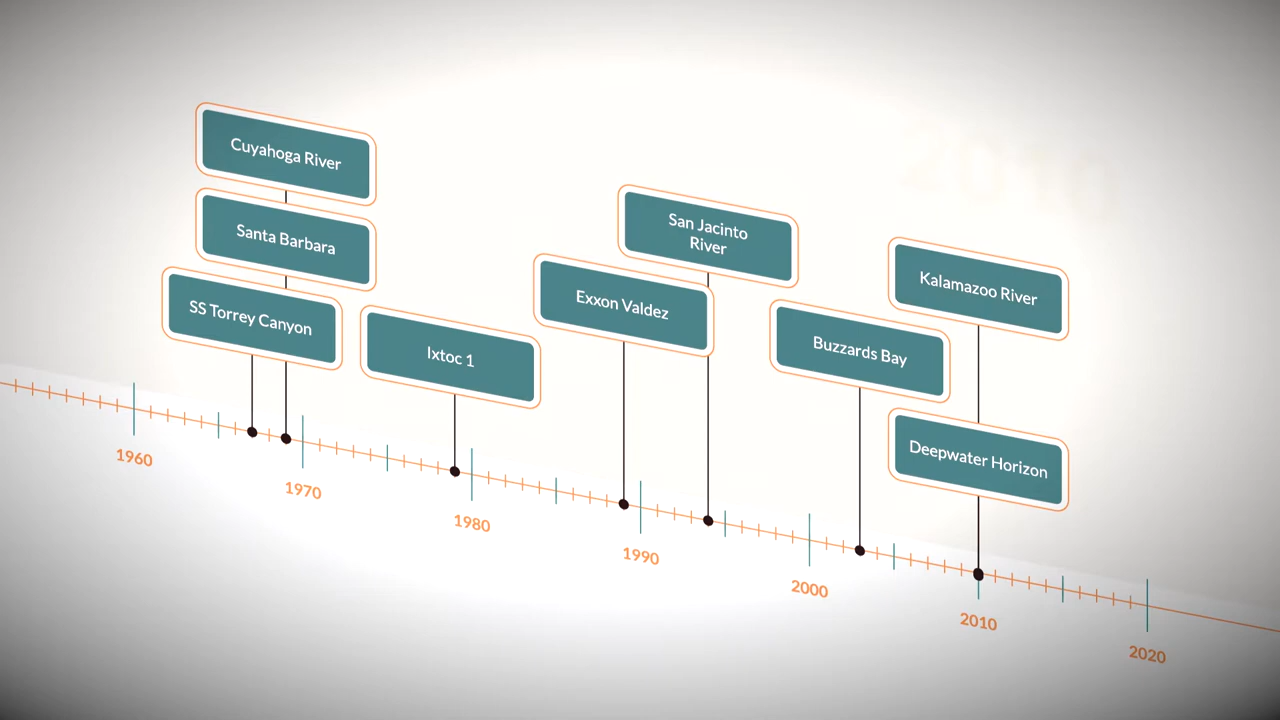 Cuyahoga River
Santa Barbara
SS Torrey Canyon
Ixtoc 1
Exxon Valdez
San Jacinto
River
Buzzards Bay
Kalamazoo River
Deepwater Horizon
2010
1960
1970
1980
1990
2000
2010
2020